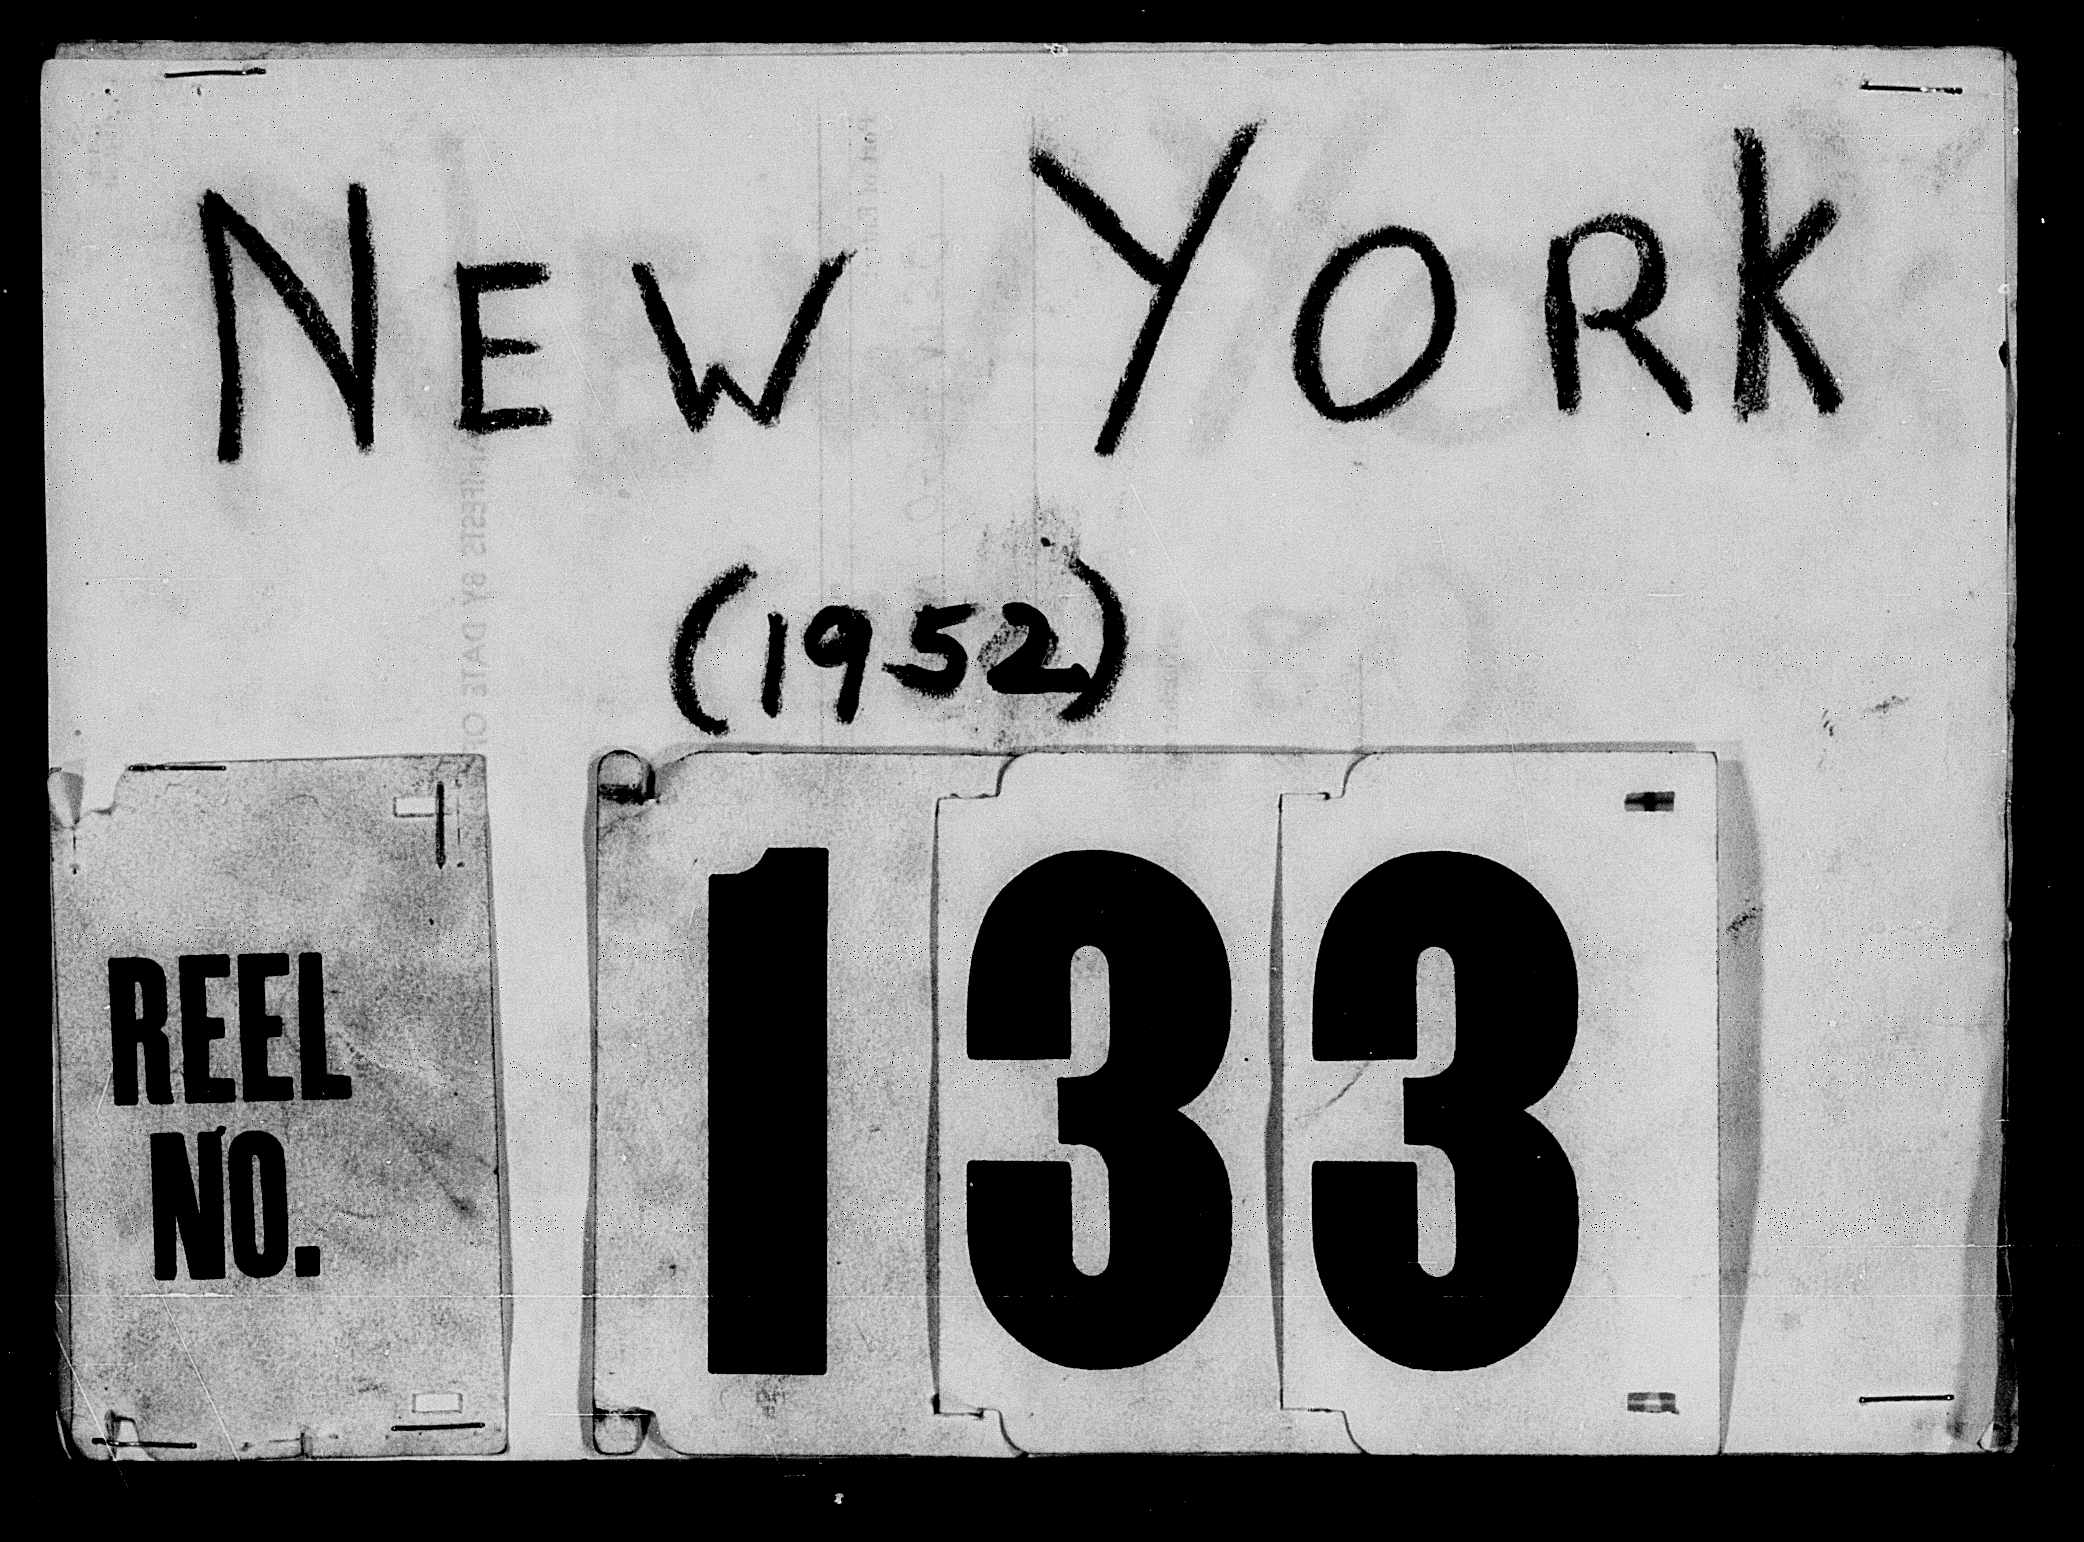 NEW YORK
(1952)
REEL
NO.
133